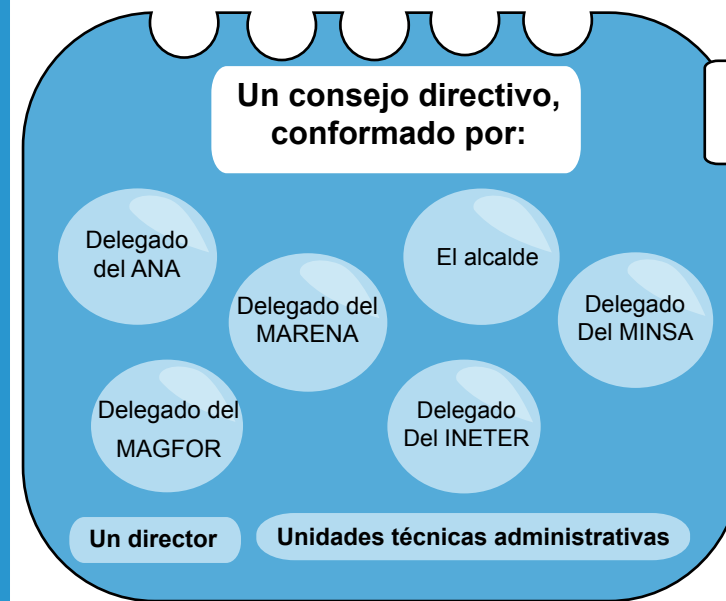 Un consejo directivo,
conformado por:
Delegado
del ANA
Delegado del
MARENA
El alcalde
Delegado
Del MINSA
Delegado del
MAGFOR
Delegado
Del INETER
Un director
Unidades técnicas administrativas